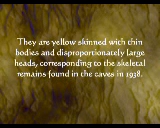 They are yellow skinned with thin
bodies and disproportionately large
heads, corresponding to the skeletal
remains found in the caves in 1938.